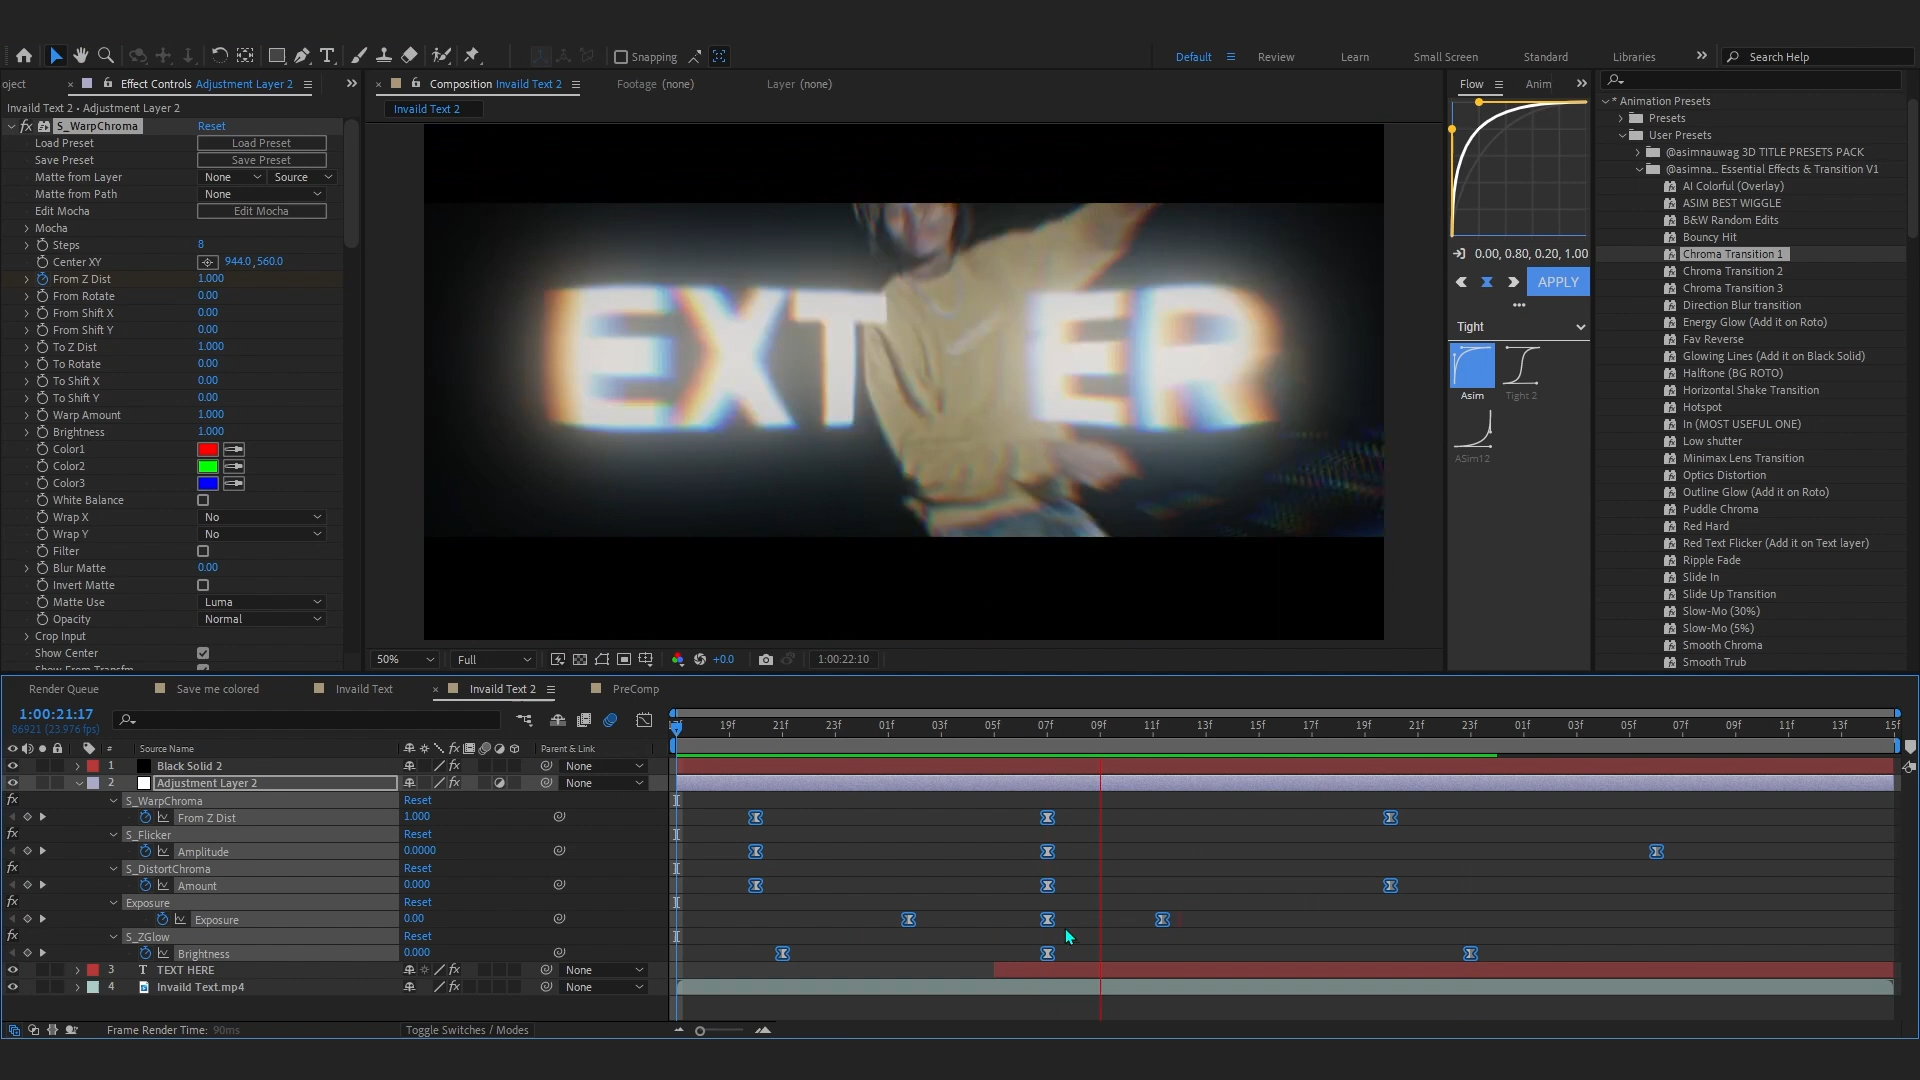 Snapping
Default
Review
Learn
Small Screen
Standard
Libraries
Search Help
oject
Effect Controls Adjustment Layer 2
Composition Invaild Text 2
Footage (none)
Layer (none)
Flow
Anim
Invaild Text 2 • Adjustment Layer 2
Invaild Text 2
fx S_WarpChroma Reset
Load Preset Load Preset
Save Preset Save Preset
Matte from Layer None Source
Matte from Path None
Edit Mocha Edit Mocha
Mocha
Steps 8
Center XY 944.0,560.0
From Z Dist 1.000
From Rotate 0.00
From Shift X 0.00
From Shift Y 0.00
To Z Dist 1.000
To Rotate 0.00
To Shift X 0.00
To Shift Y 0.00
Warp Amount 1.000
Brightness 1.000
Color1
Color2
Color3
White Balance
Wrap X No
Wrap Y No
Filter
Blur Matte 0.00
Invert Matte
Matte Use Luma
Opacity Normal
Crop Input
Show Center
Show From Transfm
EXT ER
50% Full +0.0 1:00:22:10
0.00, 0.80, 0.20, 1.00
APPLY
Tight
Asim
Tight 2
ASim12
* Animation Presets
Presets
User Presets
@asimnauwag 3D TITLE PRESETS PACK
@asimna... Essential Effects & Transition V1
AI Colorful (Overlay)
ASIM BEST WIGGLE
B&W Random Edits
Bouncy Hit
Chroma Transition 1
Chroma Transition 2
Chroma Transition 3
Direction Blur transition
Energy Glow (Add it on Roto)
Fav Reverse
Glowing Lines (Add it on Black Solid)
Halftone (BG ROTO)
Horizontal Shake Transition
Hotspot
In (MOST USEFUL ONE)
Low shutter
Minimax Lens Transition
Optics Distortion
Outline Glow (Add it on Roto)
Puddle Chroma
Red Hard
Red Text Flicker (Add it on Text layer)
Ripple Fade
Slide In
Slide Up Transition
Slow-Mo (30%)
Slow-Mo (5%)
Smooth Chroma
Smooth Trub
Render Queue
Save me colored
Invaild Text
Invaild Text 2
PreComp
1:00:21:17
86921 (23.976 fps)
19f 21f 23f 01f 03f 05f 07f 09f 11f 13f 15f 17f 19f 21f 23f 01f 03f 05f 07f 09f 11f 13f 15f
# Source Name fx Parent & Link
1 Black Solid 2 None
2 Adjustment Layer 2 None
fx S_WarpChroma Reset
From Z Dist 1.000
fx S_Flicker Reset
Amplitude 0.0000
fx S_DistortChroma Reset
Amount 0.000
fx Exposure Reset
Exposure 0.00
fx S_ZGlow Reset
Brightness 0.000
3 T TEXT HERE fx None
4 Invaild Text.mp4 fx None
Frame Render Time: 90ms
Toggle Switches / Modes